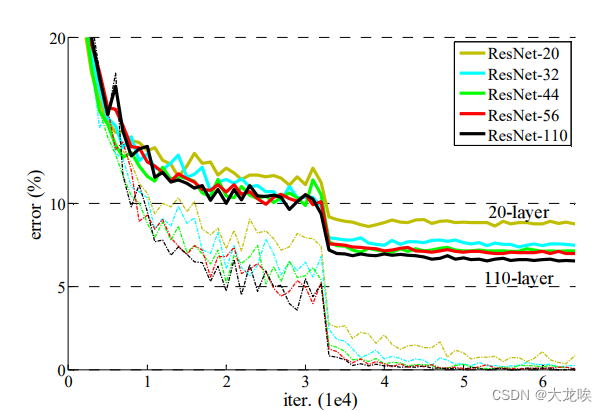 20
10
5
0
error (%)
ResNet-20
ResNet-32
ResNet-44
ResNet-56
ResNet-110
20-layer
110-layer
0 1 2 3 4 5 6
iter. (1e4)
CSDN @大龙唉